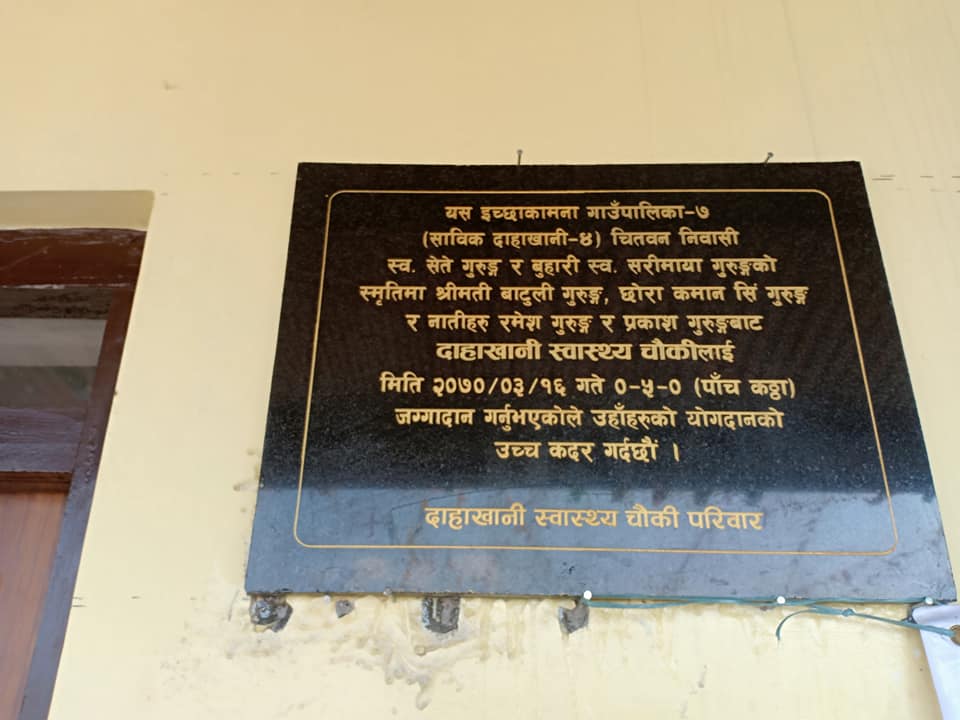 यस इच्छाकामना गाउँपालिका-७
(साविक दाहाखानी-४) चितवन निवासी
स्व. सेते गुरुङ्ग र बुहारी स्व. सरीमाया गुरुङ्गको
स्मृतिमा श्रीमती बाटुली गुरुङ्ग, छोरा कमान सिं गुरुङ्ग
र नातीहरु रमेश गुरुङ्ग र प्रकाश गुरुङ्गबाट
दाहाखानी स्वास्थ्य चौकीलाई
मिति २०७०/०३/१६ गते ०-५-० (पाँच कठ्ठा)
जग्गादान गर्नुभएकोले उहाँहरुको योगदानको
उच्च कदर गर्दछौं ।
दाहाखानी स्वास्थ्य चौकी परिवार